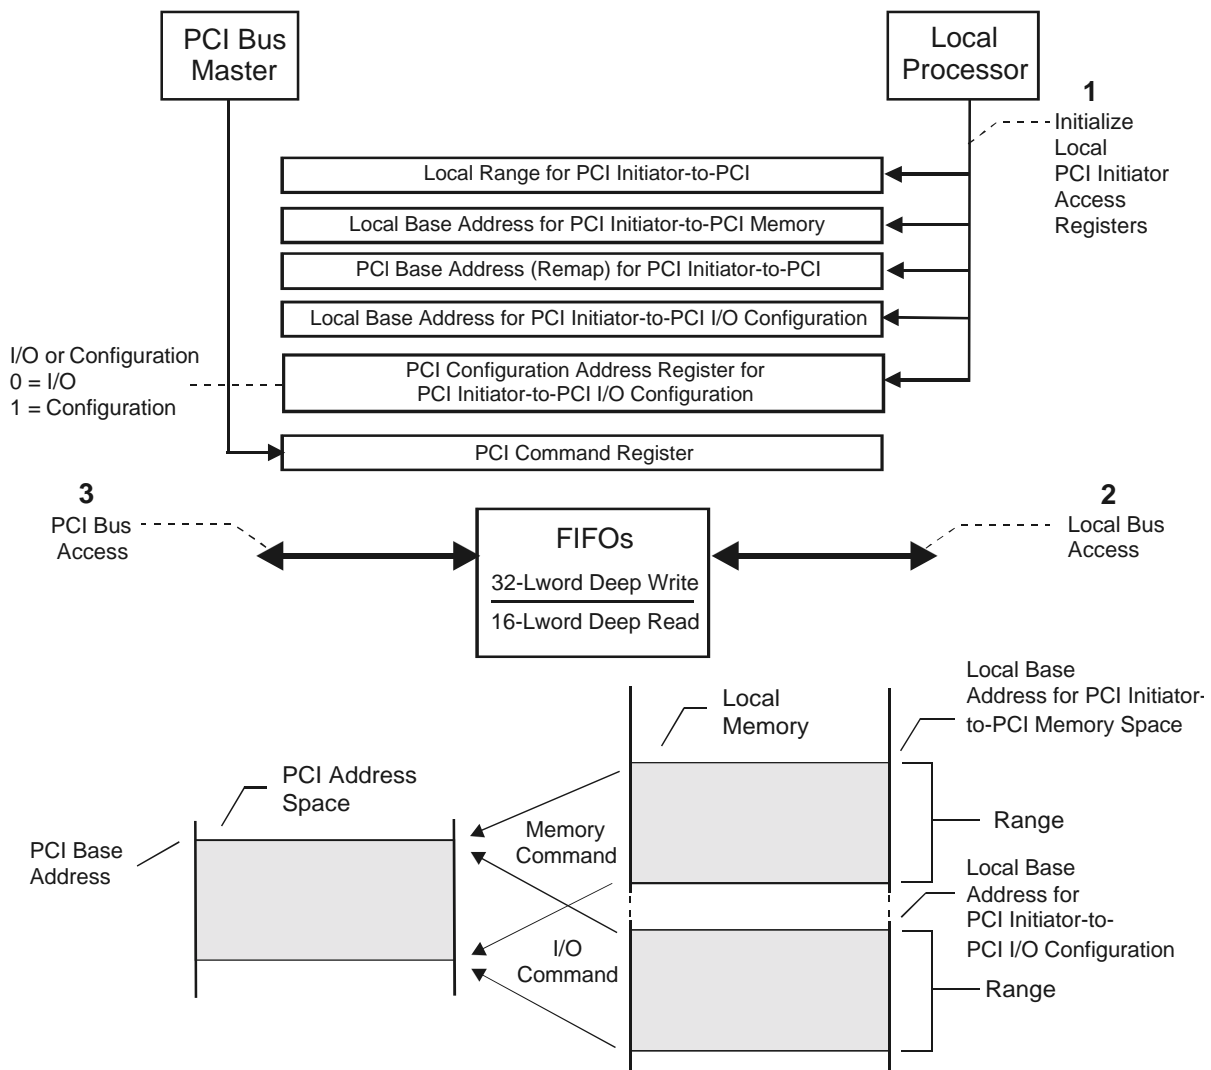 PCI Bus
Master
Local
Processor
1
Initialize
Local
PCI Initiator
Access
Registers
Local Range for PCI Initiator-to-PCI
Local Base Address for PCI Initiator-to-PCI Memory
PCI Base Address (Remap) for PCI Initiator-to-PCI
Local Base Address for PCI Initiator-to-PCI I/O Configuration
I/O or Configuration
0 = I/O
1 = Configuration
PCI Configuration Address Register for
PCI Initiator-to-PCI I/O Configuration
PCI Command Register
3
PCI Bus
Access
FIFOs
32-Lword Deep Write
16-Lword Deep Read
2
Local Bus
Access
Local Base
Address for PCI Initiator-
to-PCI Memory Space
Local
Memory
PCI Address
Space
PCI Base
Address
Memory
Command
Range
Local Base
Address for
PCI Initiator-to-
PCI I/O Configuration
I/O
Command
Range